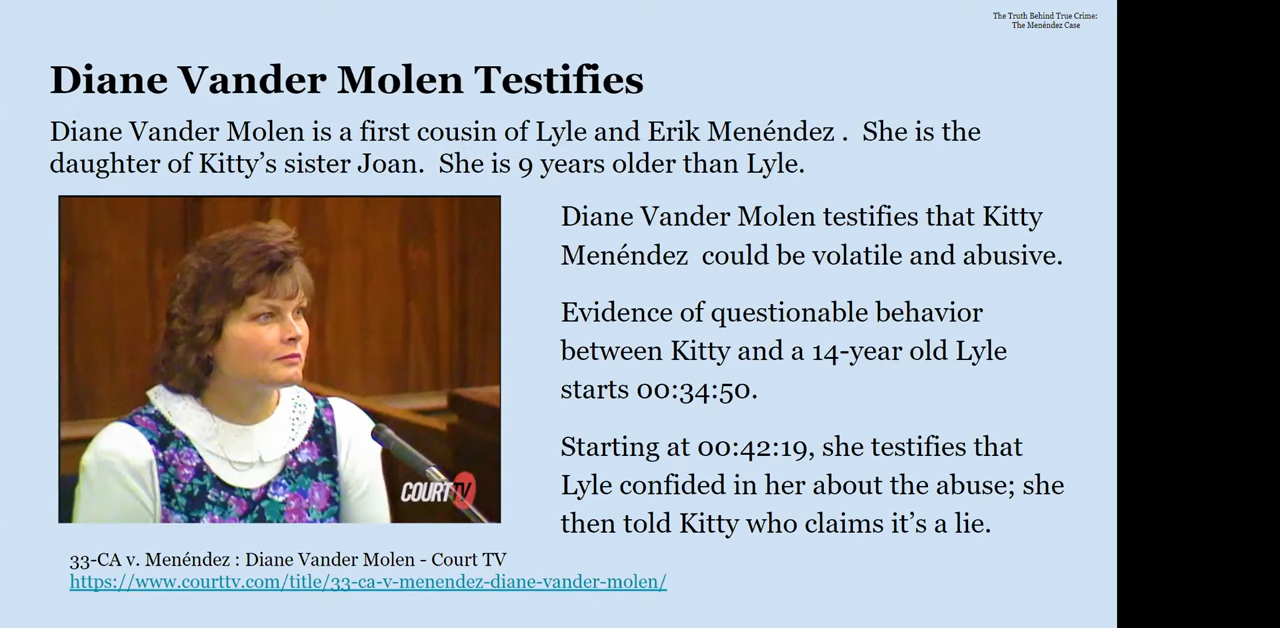 The Truth Behind True Crime:
The Menéndez Case
Diane Vander Molen Testifies
Diane Vander Molen is a first cousin of Lyle and Erik Menéndez .  She is the
daughter of Kitty’s sister Joan.  She is 9 years older than Lyle.
Diane Vander Molen testifies that Kitty
Menéndez  could be volatile and abusive.
Evidence of questionable behavior
between Kitty and a 14-year old Lyle
starts 00:34:50.
Starting at 00:42:19, she testifies that
Lyle confided in her about the abuse; she
then told Kitty who claims it’s a lie.
COURT TV
33-CA v. Menéndez : Diane Vander Molen - Court TV
https://www.courttv.com/title/33-ca-v-menendez-diane-vander-molen/